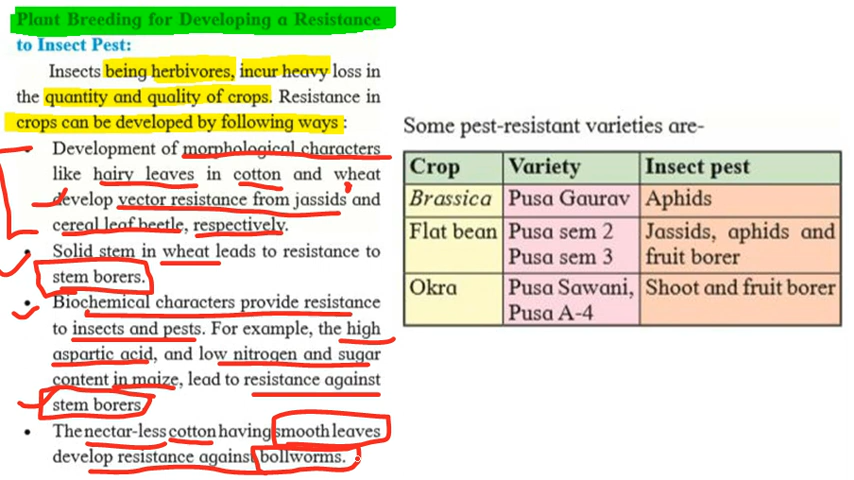 Plant Breeding for Developing a Resistance
to Insect Pest:
Insects being herbivores, incur heavy loss in
the quantity and quality of crops. Resistance in
crops can be developed by following ways :
• Development of morphological characters
like hairy leaves in cotton and wheat
develop vector resistance from jassids and
cereal leaf beetle, respectively.
• Solid stem in wheat leads to resistance to
stem borers.
• Biochemical characters provide resistance
to insects and pests. For example, the high
aspartic acid, and low nitrogen and sugar
content in maize, lead to resistance against
stem borers
• The nectar-less cotton having smooth leaves
develop resistance against bollworms.
Some pest-resistant varieties are-
Crop Variety Insect pest
Brassica Pusa Gaurav Aphids
Flat bean Pusa sem 2 Jassids, aphids and
Pusa sem 3 fruit borer
Okra Pusa Sawani, Shoot and fruit borer
Pusa A-4